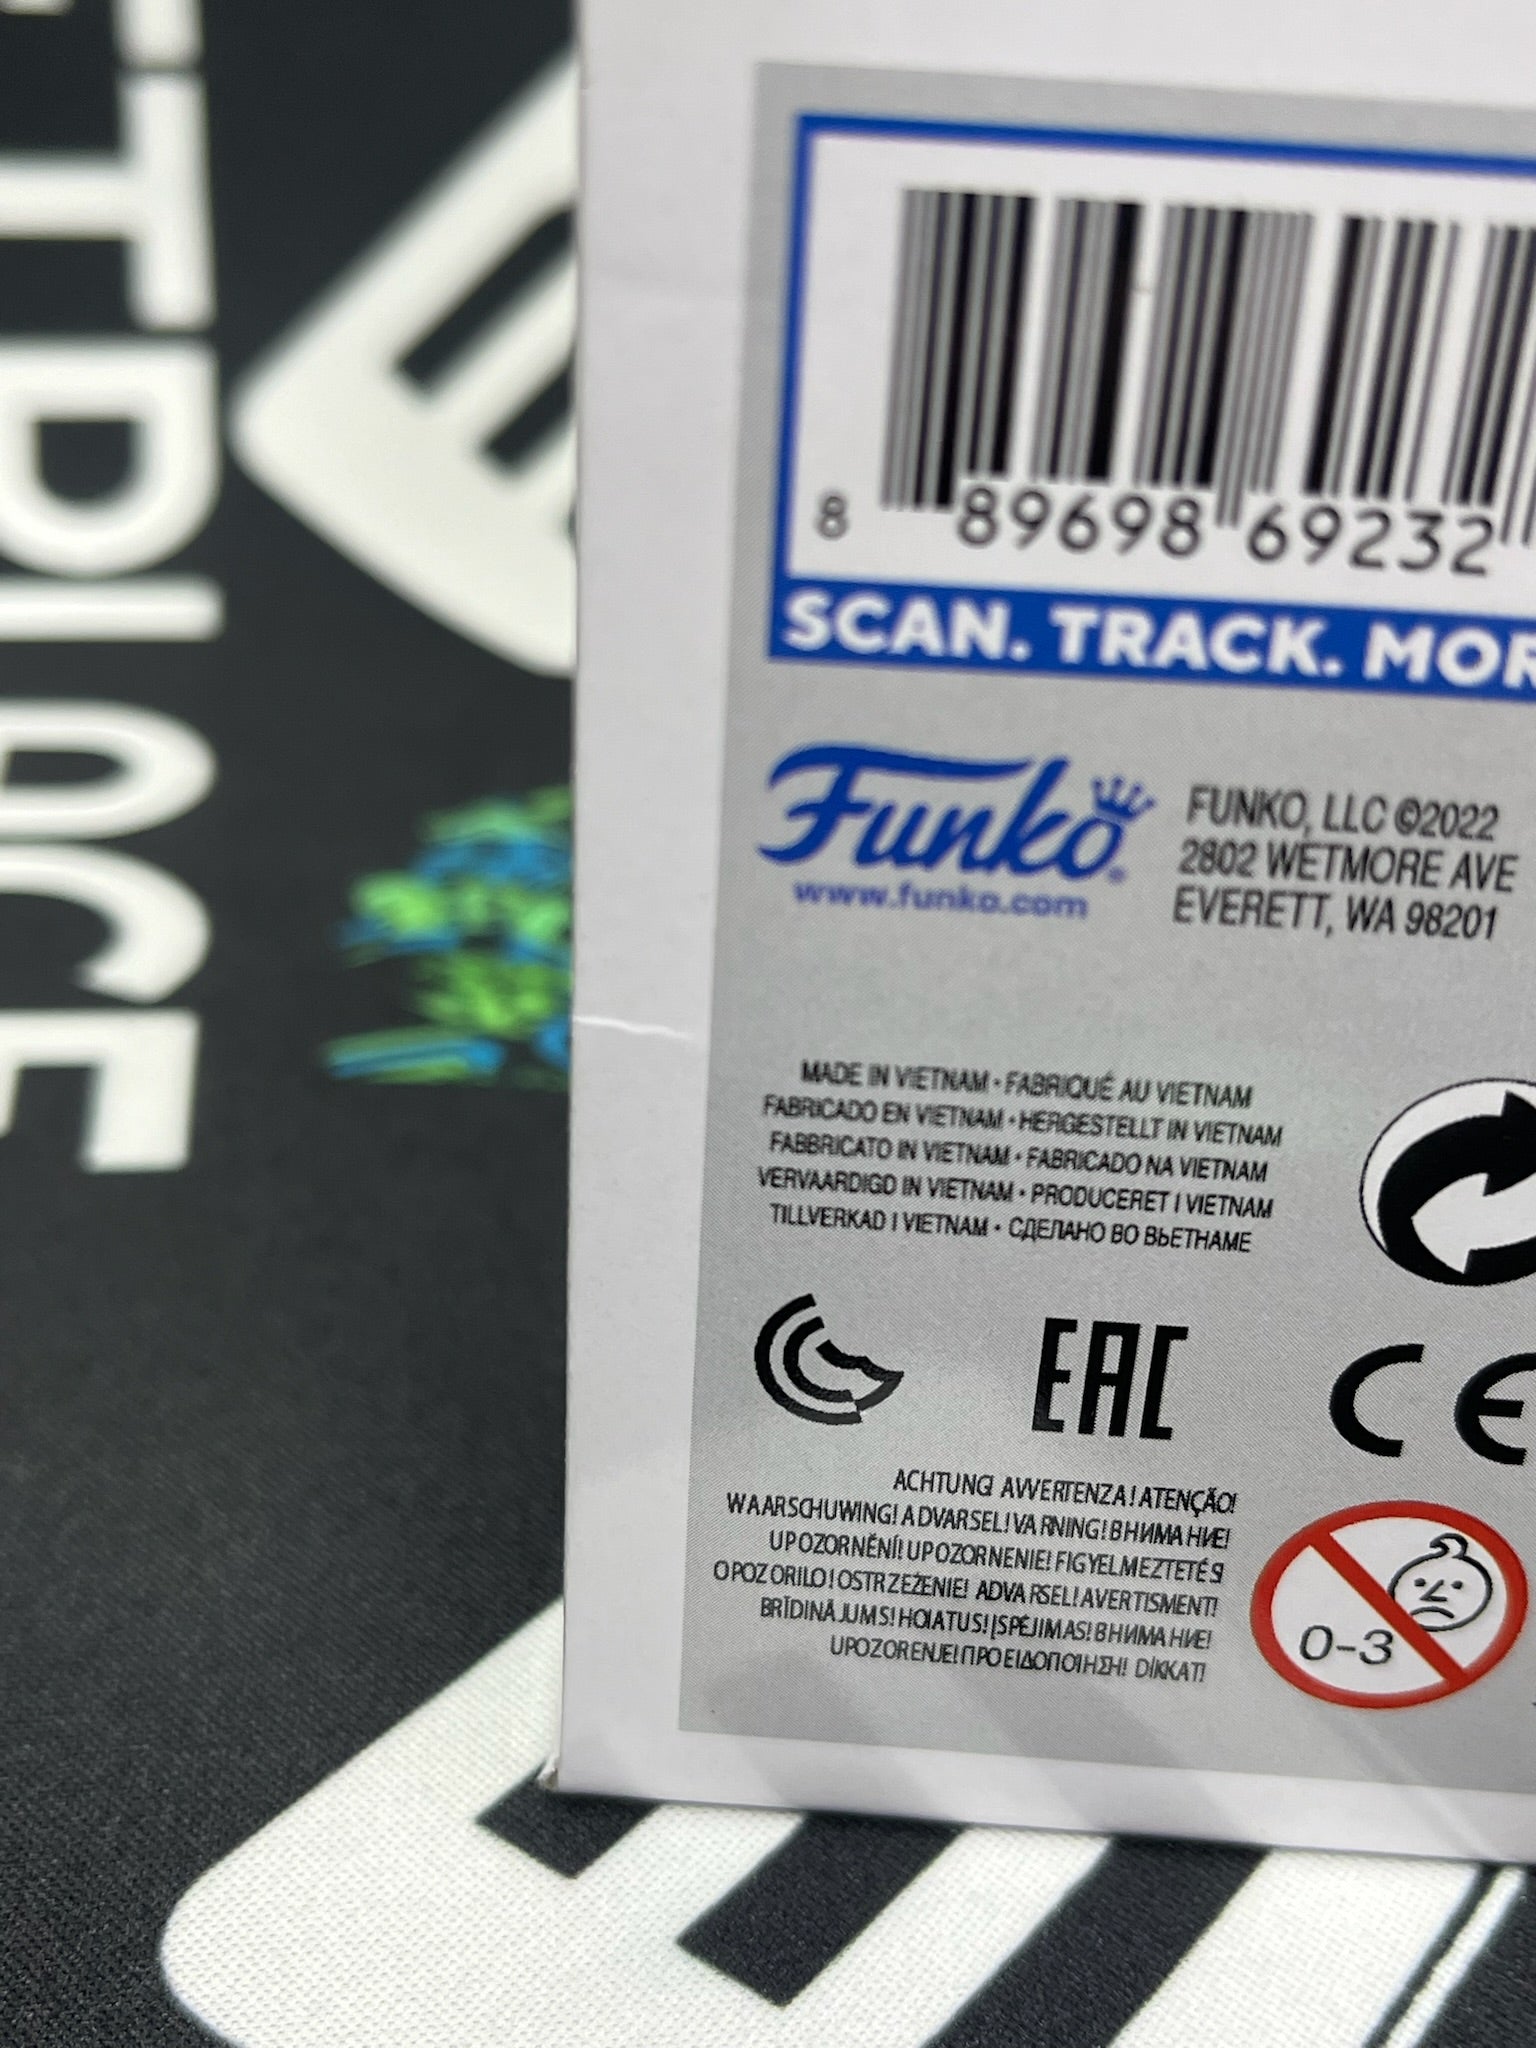 8 89698 69232
SCAN. TRACK. MOR
Funko
www.funko.com
FUNKO, LLC ©2022
2802 WETMORE AVE
EVERETT, WA 98201
MADE IN VIETNAM • FABRIQUÉ AU VIETNAM
FABRICADO EN VIETNAM • HERGESTELLT IN VIETNAM
FABBRICATO IN VIETNAM • FABRICADO NA VIETNAM
VERVAARDIGD IN VIETNAM • PRODUCERET I VIETNAM
TILLVERKAD I VIETNAM • СДЕЛАНО ВО ВЬЕТНАМЕ
EAC
CE
ACHTUNG! AVVERTENZA! ATENÇÃO!
WAARSCHUWING! ADVARSEL! VARNING! ВНИМАНИЕ!
UPOZORNĚNÍ! UPOZORNENIE! FIGYELMEZTETÉS!
OPOZORILO! OSTRZEŻENIE! ADVARSEL! AVERTISMENT!
BRĪDINĀJUMS! HOIATUS! ĮSPĖJIMAS! ВНИМАНИЕ!
UPOZORENJE! ΠΡΟΕΙΔΟΠΟΙΗΣΗ! DİKKAT!
0-3